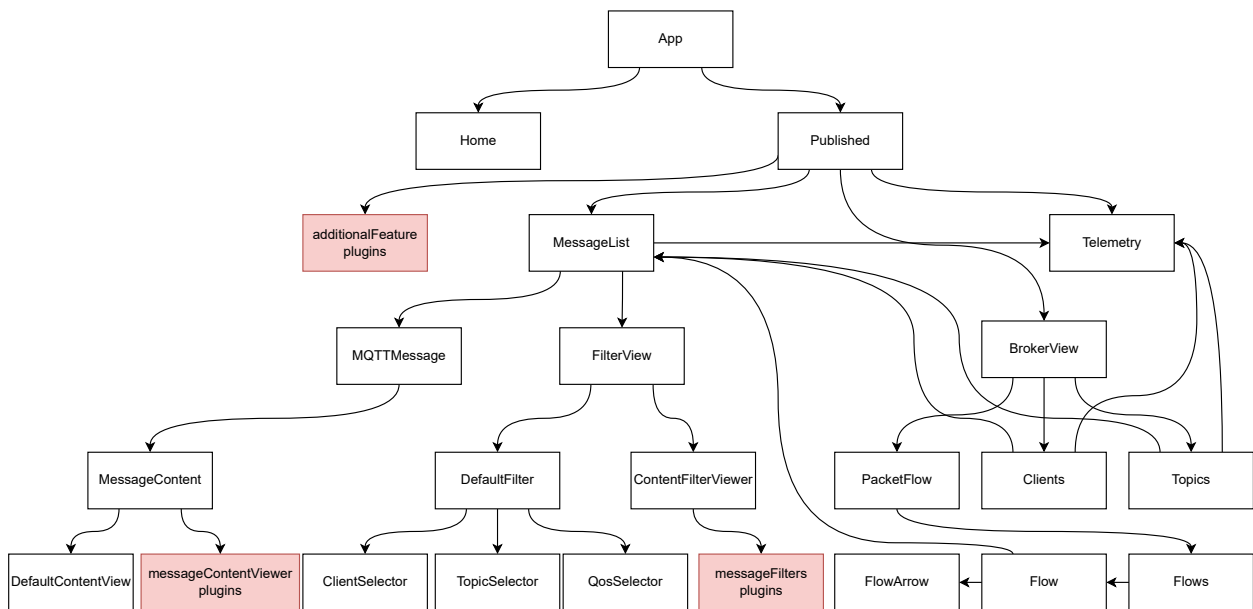 App
Home
Published
additionalFeature
plugins
MessageList
Telemetry
MQTTMessage
FilterView
BrokerView
MessageContent
DefaultFilter
ContentFilterViewer
PacketFlow
Clients
Topics
DefaultContentView
messageContentViewer
plugins
ClientSelector
TopicSelector
QosSelector
messageFilters
plugins
FlowArrow
Flow
Flows